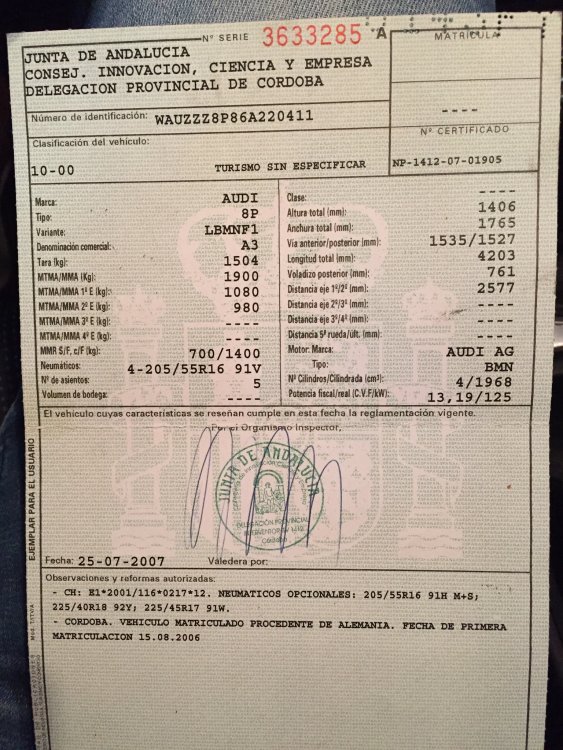 Nº SERIE 3633285 A
MATRICULA
JUNTA DE ANDALUCIA
CONSEJ. INNOVACION, CIENCIA Y EMPRESA
DELEGACION PROVINCIAL DE CORDOBA
----
Número de identificación: WAUZZZ8P86A220411
Nº CERTIFICADO
Clasificación del vehículo:
NP-1412-07-01905
10-00 TURISMO SIN ESPECIFICAR
Marca: AUDI
Tipo: 8P
Variante: LBMNF1
Denominación comercial: A3
Tara (kg): 1504
MTMA/MMA (Kg): 1900
MTMA/MMA 1º E (kg): 1080
MTMA/MMA 2º E (kg): 980
MTMA/MMA 3º E (kg): ----
MTMA/MMA 4º E (kg): ----
MMR S/F, c/F (kg): 700/1400
Neumáticos: 4-205/55R16 91V
Nº de asientos: 5
Volumen de bodega: ----
Clase: ----
Altura total (mm): 1406
Anchura total (mm): 1765
Vía anterior/posterior (mm): 1535/1527
Longitud total (mm): 4203
Voladizo posterior (mm): 761
Distancia eje 1º/2º (mm): 2577
Distancia eje 2º/3º (mm): ----
Distancia eje 3º/4º (mm): ----
Distancia 5ª rueda/últ. (mm): ----
Motor: Marca: AUDI AG
Tipo: BMN
Nº Cilindros/Cilindrada (cm³): 4/1968
Potencia fiscal/real (C.V.F/kW): 13,19/125
El vehículo cuyas características se reseñan cumple en esta fecha la reglamentación vigente.
Por el Organismo Inspector,
JUNTA DE ANDALUCIA
DELEGACIÓN PROVINCIAL
Córdoba
Fecha: 25-07-2007 Valedera por:
Observaciones y reformas autorizadas:
- CH: E1*2001/116*0217*12. NEUMATICOS OPCIONALES: 205/55R16 91H M+S;
225/40R18 92Y; 225/45R17 91W.
- CORDOBA. VEHICULO MATRICULADO PROCEDENTE DE ALEMANIA. FECHA DE PRIMERA
MATRICULACION 15.08.2006
EJEMPLAR PARA EL USUARIO